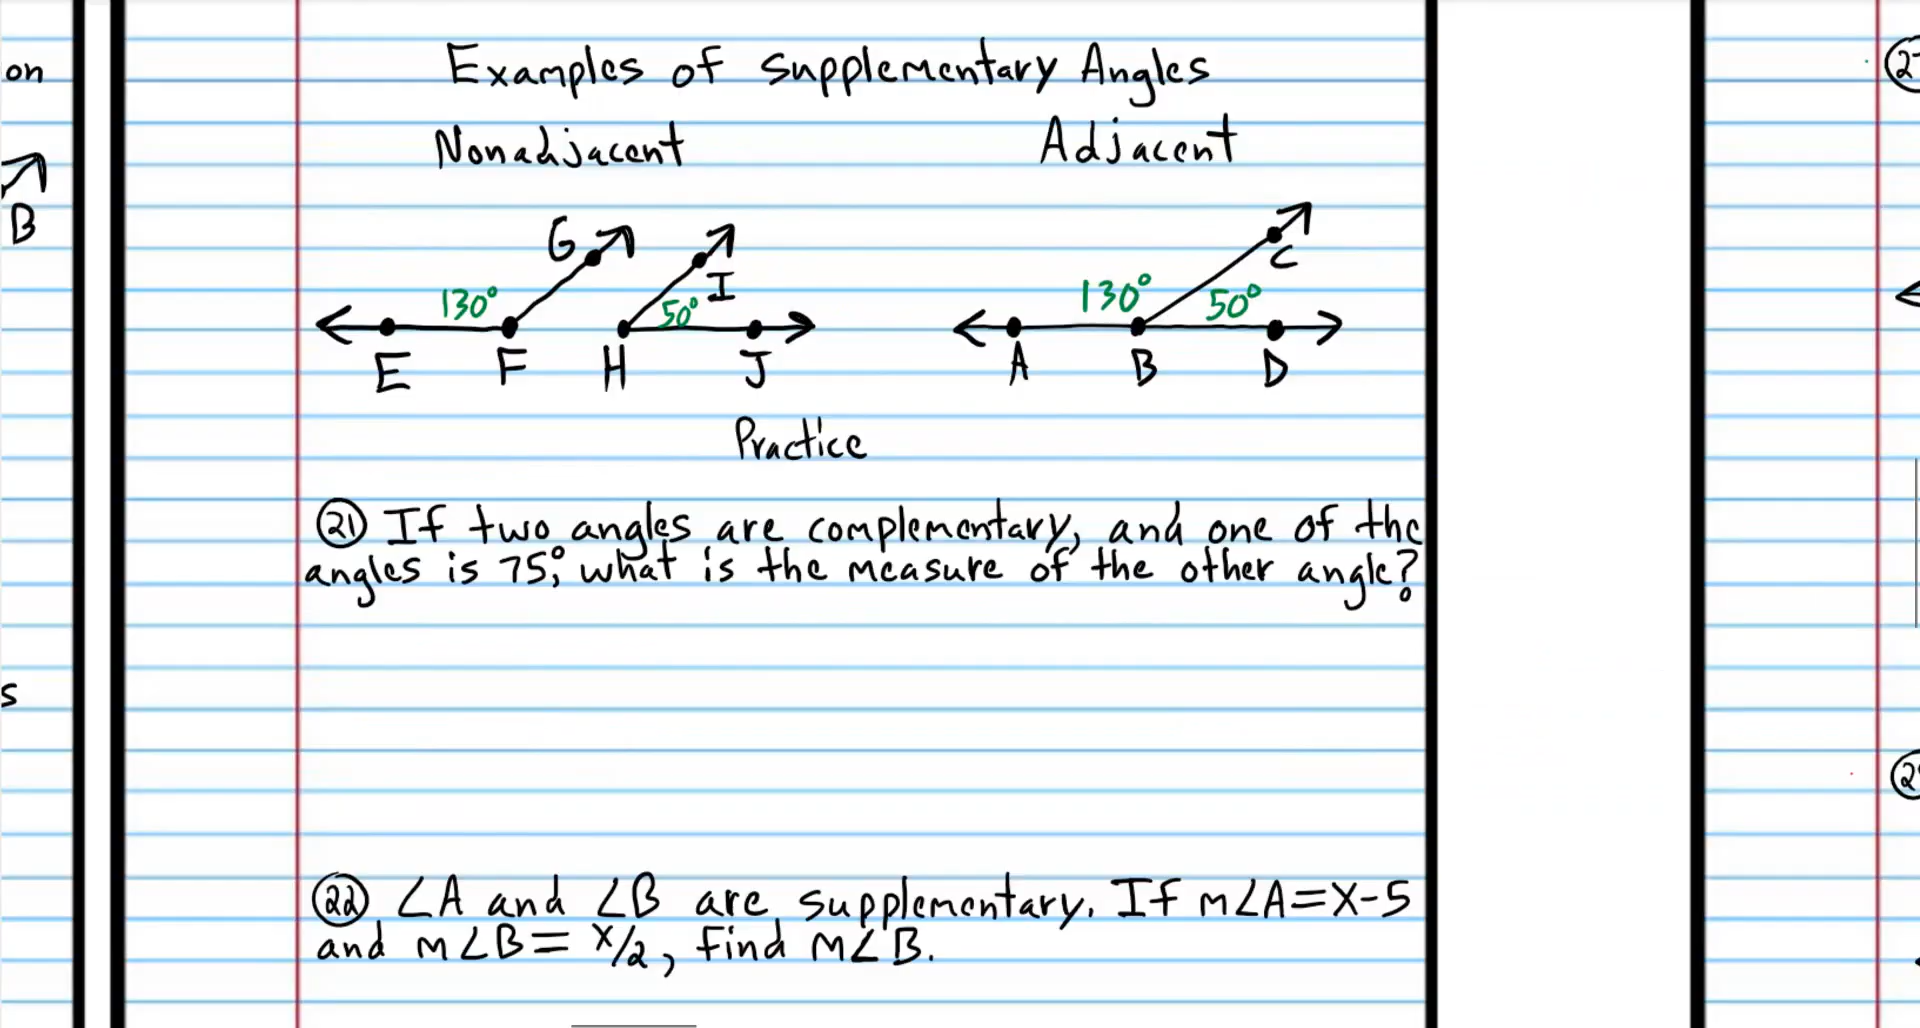 on
B
s
Examples of Supplementary Angles
Nonadjacent
Adjacent
G
I
130°
50°
E
F
H
J
C
130°
50°
A
B
D
Practice
21 If two angles are complementary, and one of the
angles is 75°, what is the measure of the other angle?
22 ∠A and ∠B are supplementary. If m∠A=x-5
and m∠B= x/2, find m∠B.